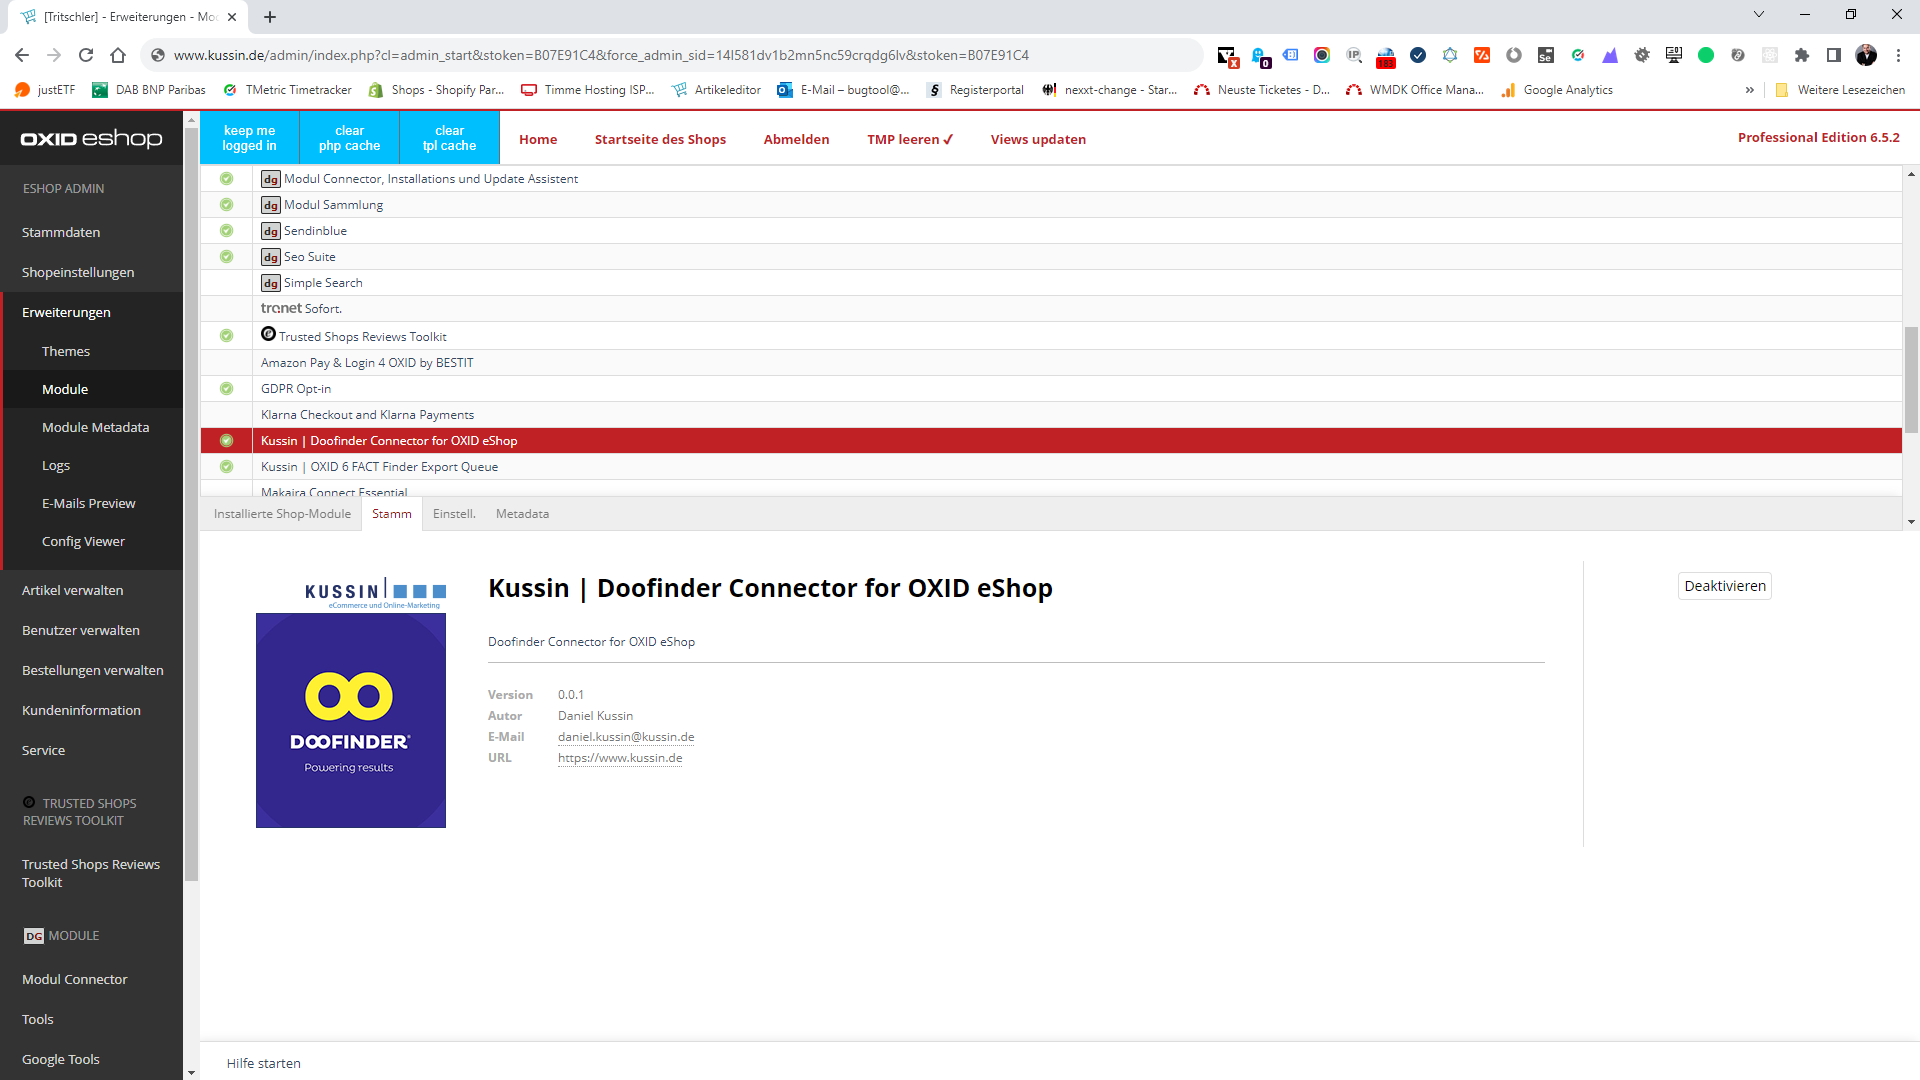 [Tritschler] - Erweiterungen - Mod
www.kussin.de/admin/index.php?cl=admin_start&stoken=B07E91C4&force_admin_sid=14l581dv1b2mn5nc59crqdg6lv&stoken=B07E91C4
justETF
DAB BNP Paribas
TMetric Timetracker
Shops - Shopify Par...
Timme Hosting ISP...
Artikeleditor
E-Mail – bugtool@...
Registerportal
nexxt-change - Star...
Neuste Ticketes - D...
WMDK Office Mana...
Google Analytics
»
Weitere Lesezeichen
OXID eshop
keep me
logged in
clear
php cache
clear
tpl cache
Home
Startseite des Shops
Abmelden
TMP leeren ✓
Views updaten
Professional Edition 6.5.2
ESHOP ADMIN
Stammdaten
Shopeinstellungen
Erweiterungen
Themes
Module
Module Metadata
Logs
E-Mails Preview
Config Viewer
Artikel verwalten
Benutzer verwalten
Bestellungen verwalten
Kundeninformation
Service
TRUSTED SHOPS
REVIEWS TOOLKIT
Trusted Shops Reviews
Toolkit
DG MODULE
Modul Connector
Tools
Google Tools
dg Modul Connector, Installations und Update Assistent
dg Modul Sammlung
dg Sendinblue
dg Seo Suite
dg Simple Search
tronet Sofort.
Trusted Shops Reviews Toolkit
Amazon Pay & Login 4 OXID by BESTIT
GDPR Opt-in
Klarna Checkout and Klarna Payments
Kussin | Doofinder Connector for OXID eShop
Kussin | OXID 6 FACT Finder Export Queue
Makaira Connect Essential
Installierte Shop-Module
Stamm
Einstell.
Metadata
KUSSIN
eCommerce und Online-Marketing
DOOFINDER®
Powering results
Kussin | Doofinder Connector for OXID eShop
Doofinder Connector for OXID eShop
Version 0.0.1
Autor Daniel Kussin
E-Mail daniel.kussin@kussin.de
URL https://www.kussin.de
Deaktivieren
Hilfe starten